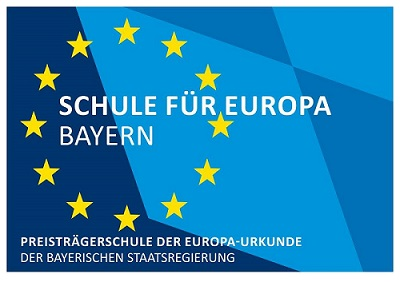 SCHULE FÜR EUROPA
BAYERN
PREISTRÄGERSCHULE DER EUROPA-URKUNDE
DER BAYERISCHEN STAATSREGIERUNG